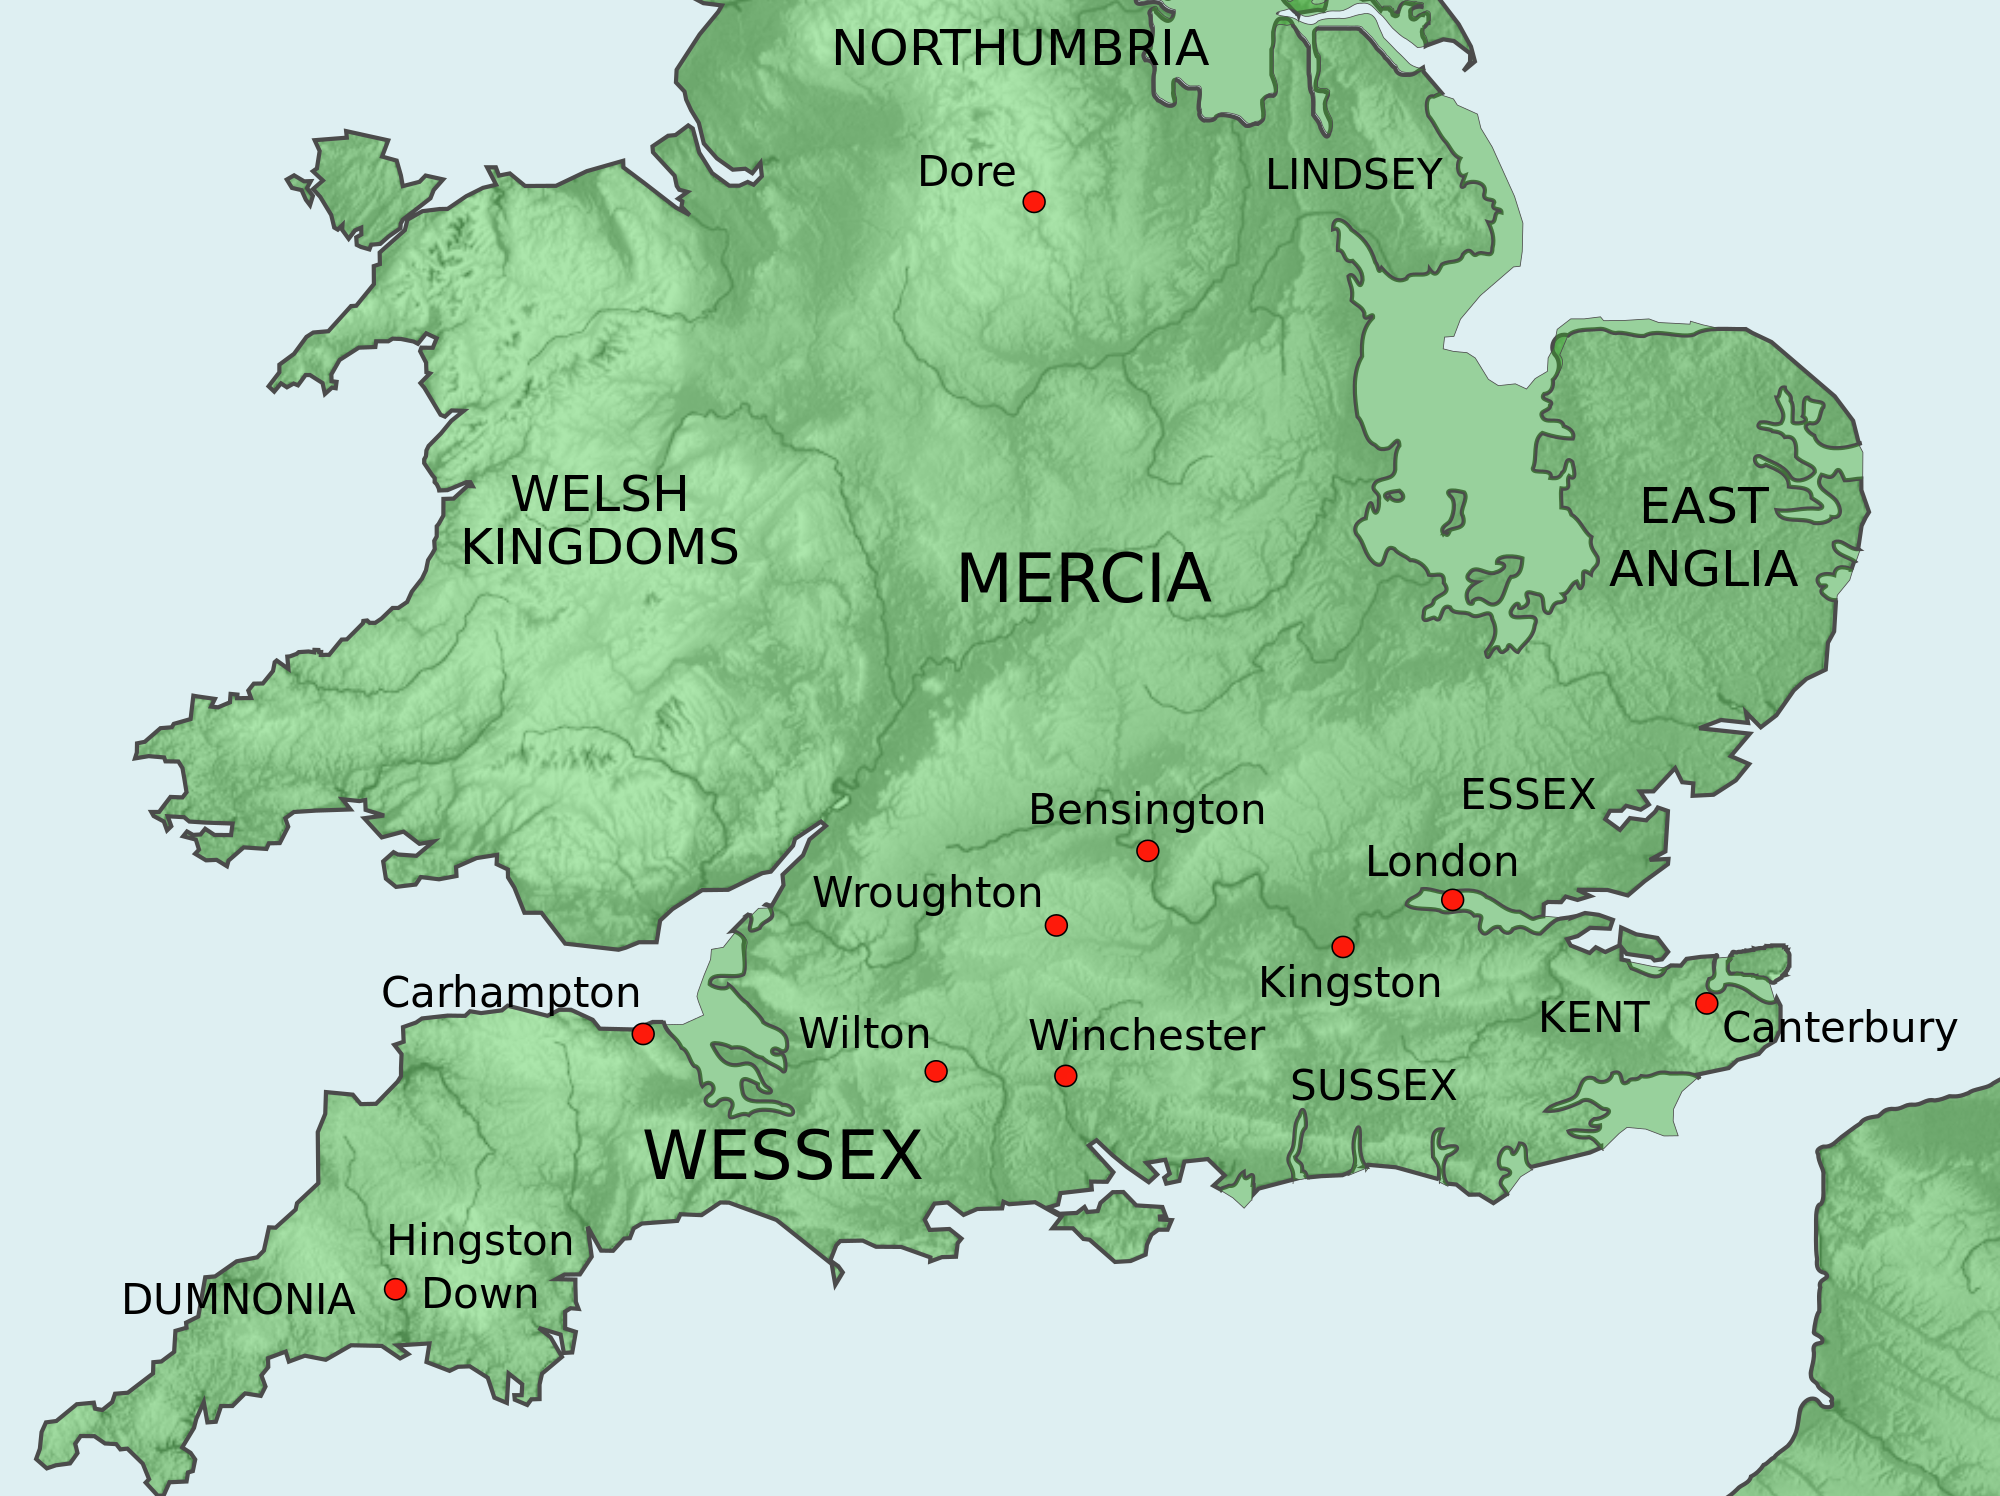 NORTHUMBRIA
Dore
LINDSEY
WELSH
KINGDOMS
EAST
ANGLIA
MERCIA
ESSEX
Bensington
London
Wroughton
Kingston
Carhampton
KENT
Canterbury
Wilton
Winchester
SUSSEX
WESSEX
Hingston
Down
DUMNONIA